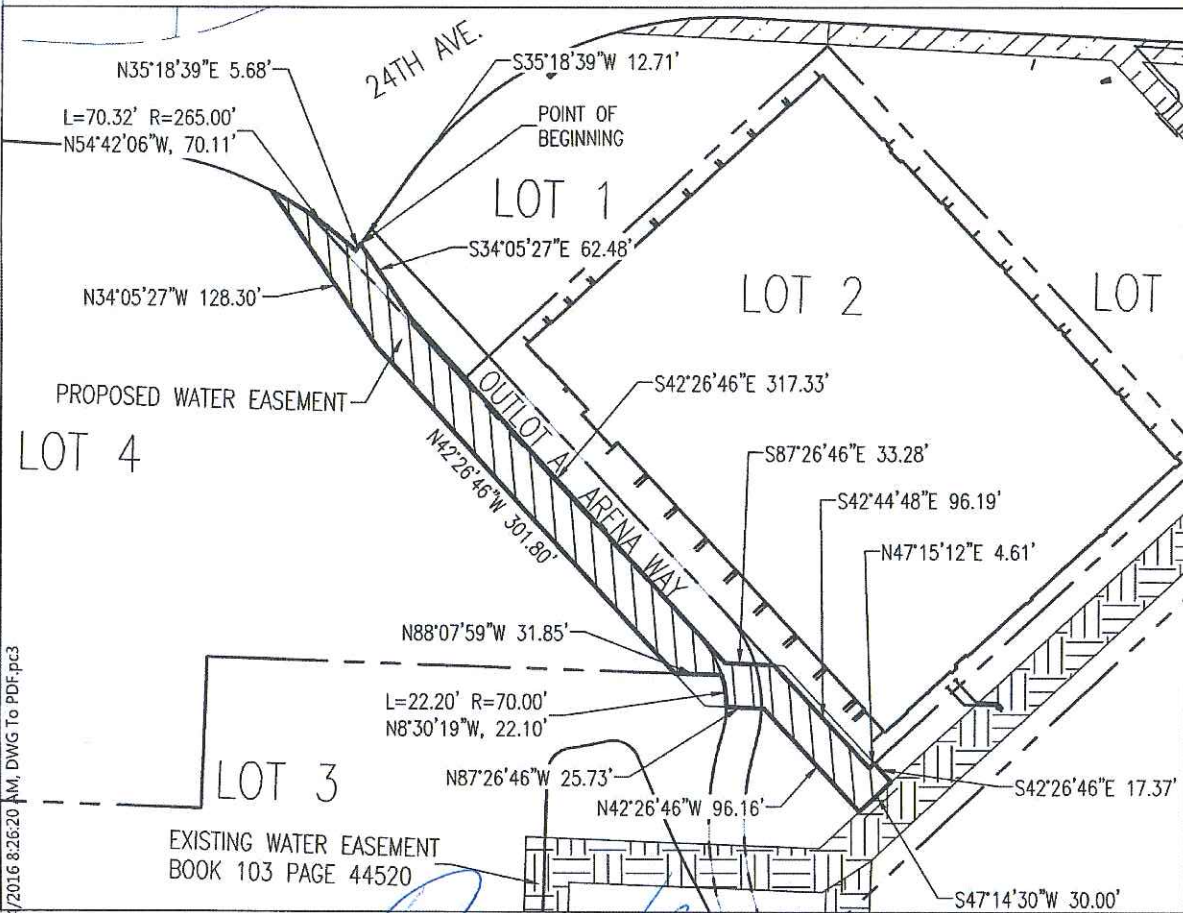 24TH AVE.
N35°18'39"E 5.68'
S35°18'39"W 12.71'
L=70.32' R=265.00'
N54°42'06"W, 70.11'
POINT OF
BEGINNING
LOT 1
S34°05'27"E 62.48'
N34°05'27"W 128.30'
LOT 2
LOT
PROPOSED WATER EASEMENT
OUTLOT A
ARENA WAY
S42°26'46"E 317.33'
LOT 4
N42°26'46"W 301.80'
S87°26'46"E 33.28'
S42°44'48"E 96.19'
N47°15'12"E 4.61'
N88°07'59"W 31.85'
L=22.20' R=70.00'
N8°30'19"W, 22.10'
LOT 3
N87°26'46"W 25.73'
N42°26'46"W 96.16'
S42°26'46"E 17.37'
EXISTING WATER EASEMENT
BOOK 103 PAGE 44520
S47°14'30"W 30.00'
/2016 8:26:20 AM, DWG To PDF.pc3